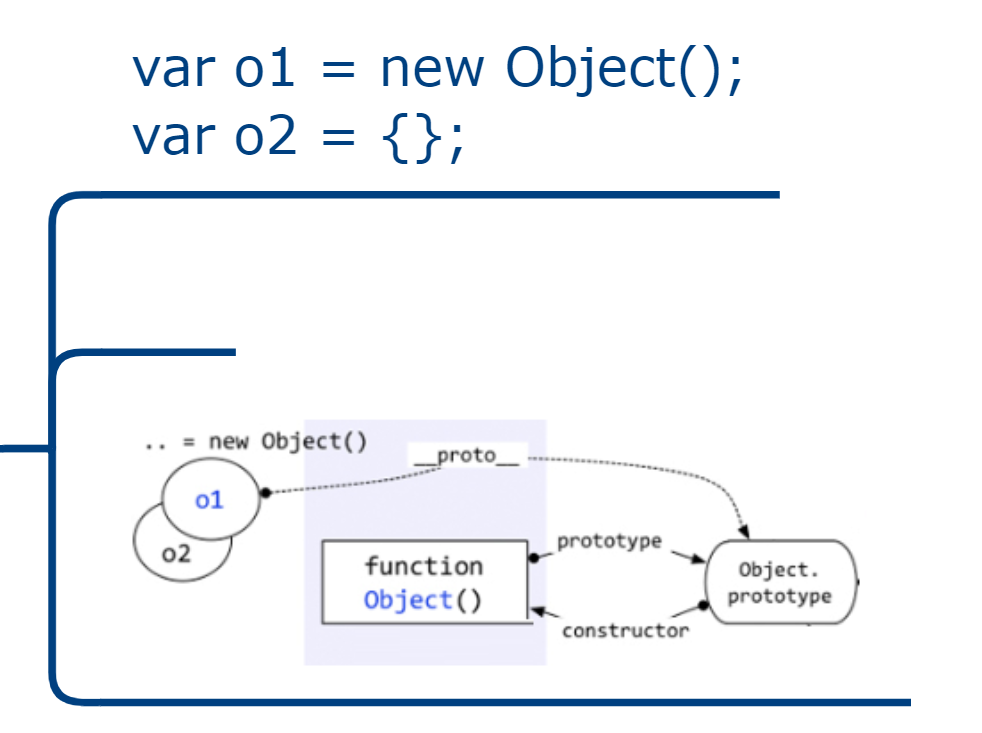 var o1 = new Object();
var o2 = {};
.. = new Object()
__proto__
o1
o2
prototype
function
Object()
Object.
prototype
constructor